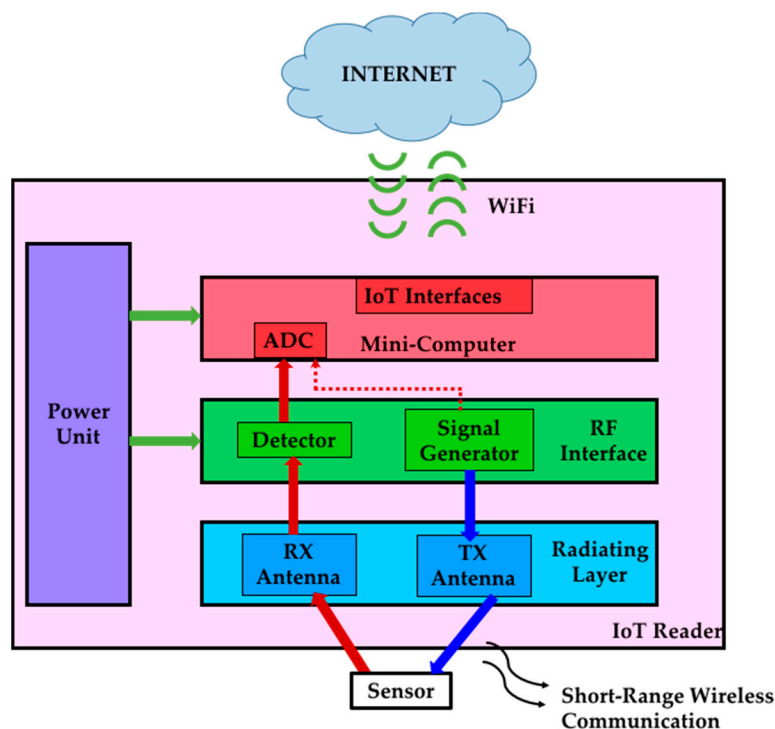 INTERNET
WiFi
IoT Interfaces
ADC
Mini-Computer
Power
Unit
Detector
Signal
Generator
RF
Interface
RX
Antenna
TX
Antenna
Radiating
Layer
IoT Reader
Sensor
Short-Range Wireless
Communication